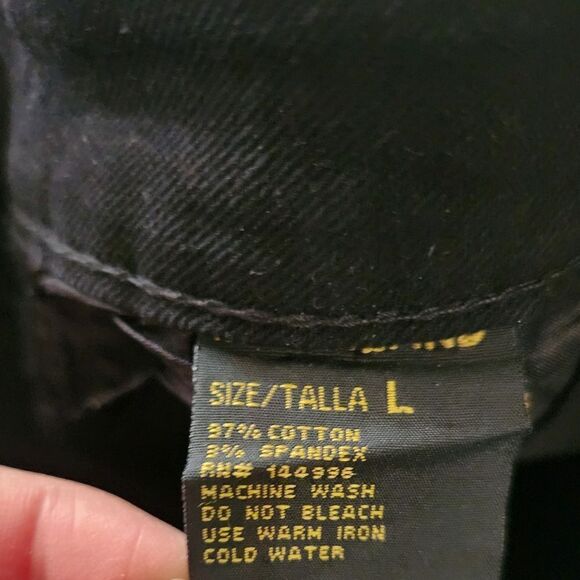 SIZE/TALLA L
97% COTTON
3% SPANDEX
RN# 144996
MACHINE WASH
DO NOT BLEACH
USE WARM IRON
COLD WATER